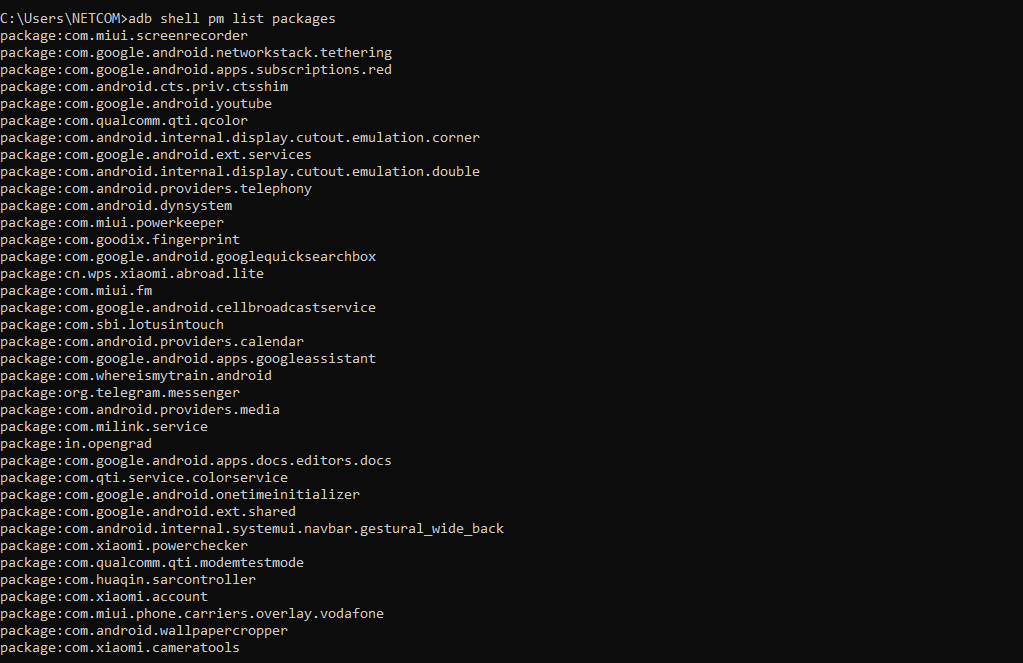 C:\Users\NETCOM>adb shell pm list packages
package:com.miui.screenrecorder
package:com.google.android.networkstack.tethering
package:com.google.android.apps.subscriptions.red
package:com.android.cts.priv.ctsshim
package:com.google.android.youtube
package:com.qualcomm.qti.qcolor
package:com.android.internal.display.cutout.emulation.corner
package:com.google.android.ext.services
package:com.android.internal.display.cutout.emulation.double
package:com.android.providers.telephony
package:com.android.dynsystem
package:com.miui.powerkeeper
package:com.goodix.fingerprint
package:com.google.android.googlequicksearchbox
package:cn.wps.xiaomi.abroad.lite
package:com.miui.fm
package:com.google.android.cellbroadcastservice
package:com.sbi.lotusintouch
package:com.android.providers.calendar
package:com.google.android.apps.googleassistant
package:com.whereismytrain.android
package:org.telegram.messenger
package:com.android.providers.media
package:com.milink.service
package:in.opengrad
package:com.google.android.apps.docs.editors.docs
package:com.qti.service.colorservice
package:com.google.android.onetimeinitializer
package:com.google.android.ext.shared
package:com.android.internal.systemui.navbar.gestural_wide_back
package:com.xiaomi.powerchecker
package:com.qualcomm.qti.modemtestmode
package:com.huaqin.sarcontroller
package:com.xiaomi.account
package:com.miui.phone.carriers.overlay.vodafone
package:com.android.wallpapercropper
package:com.xiaomi.cameratools